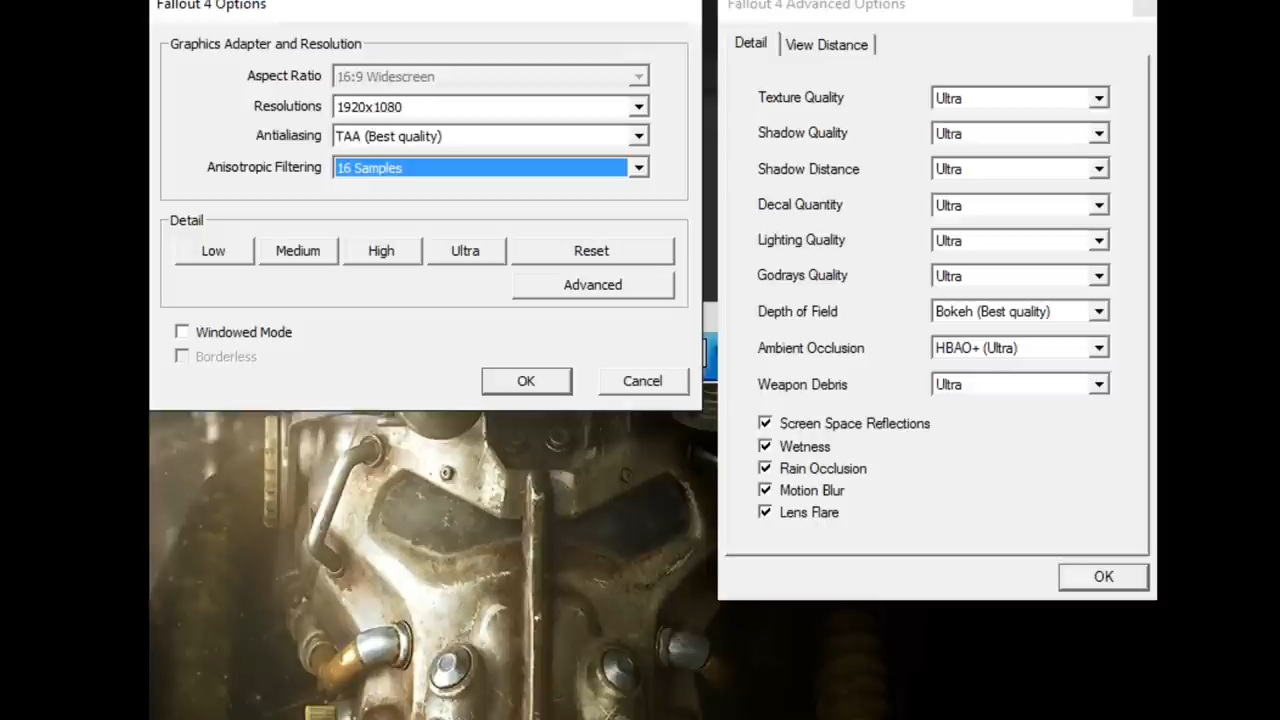 Fallout 4 Options
Graphics Adapter and Resolution
Aspect Ratio 16:9 Widescreen
Resolutions 1920x1080
Antialiasing TAA (Best quality)
Anisotropic Filtering 16 Samples
Detail
Low Medium High Ultra Reset
Advanced
Windowed Mode
Borderless
OK Cancel
Fallout 4 Advanced Options
Detail View Distance
Texture Quality Ultra
Shadow Quality Ultra
Shadow Distance Ultra
Decal Quantity Ultra
Lighting Quality Ultra
Godrays Quality Ultra
Depth of Field Bokeh (Best quality)
Ambient Occlusion HBAO+ (Ultra)
Weapon Debris Ultra
Screen Space Reflections
Wetness
Rain Occlusion
Motion Blur
Lens Flare
OK